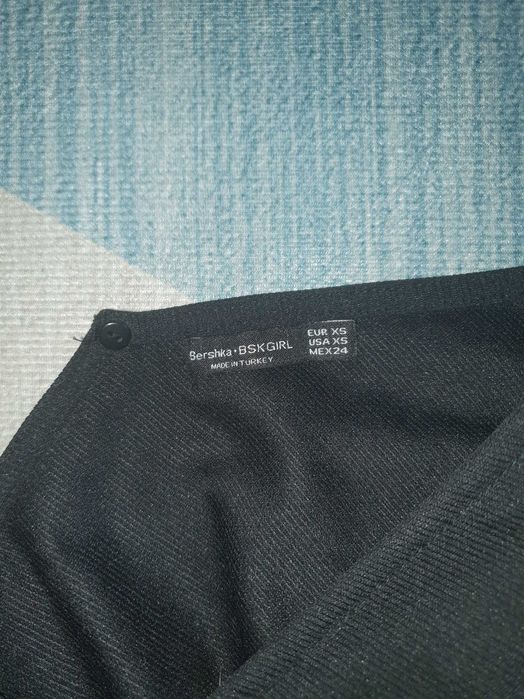 Bershka•BSKGIRL
MADE IN TURKEY
EUR XS
USA XS
MEX 24